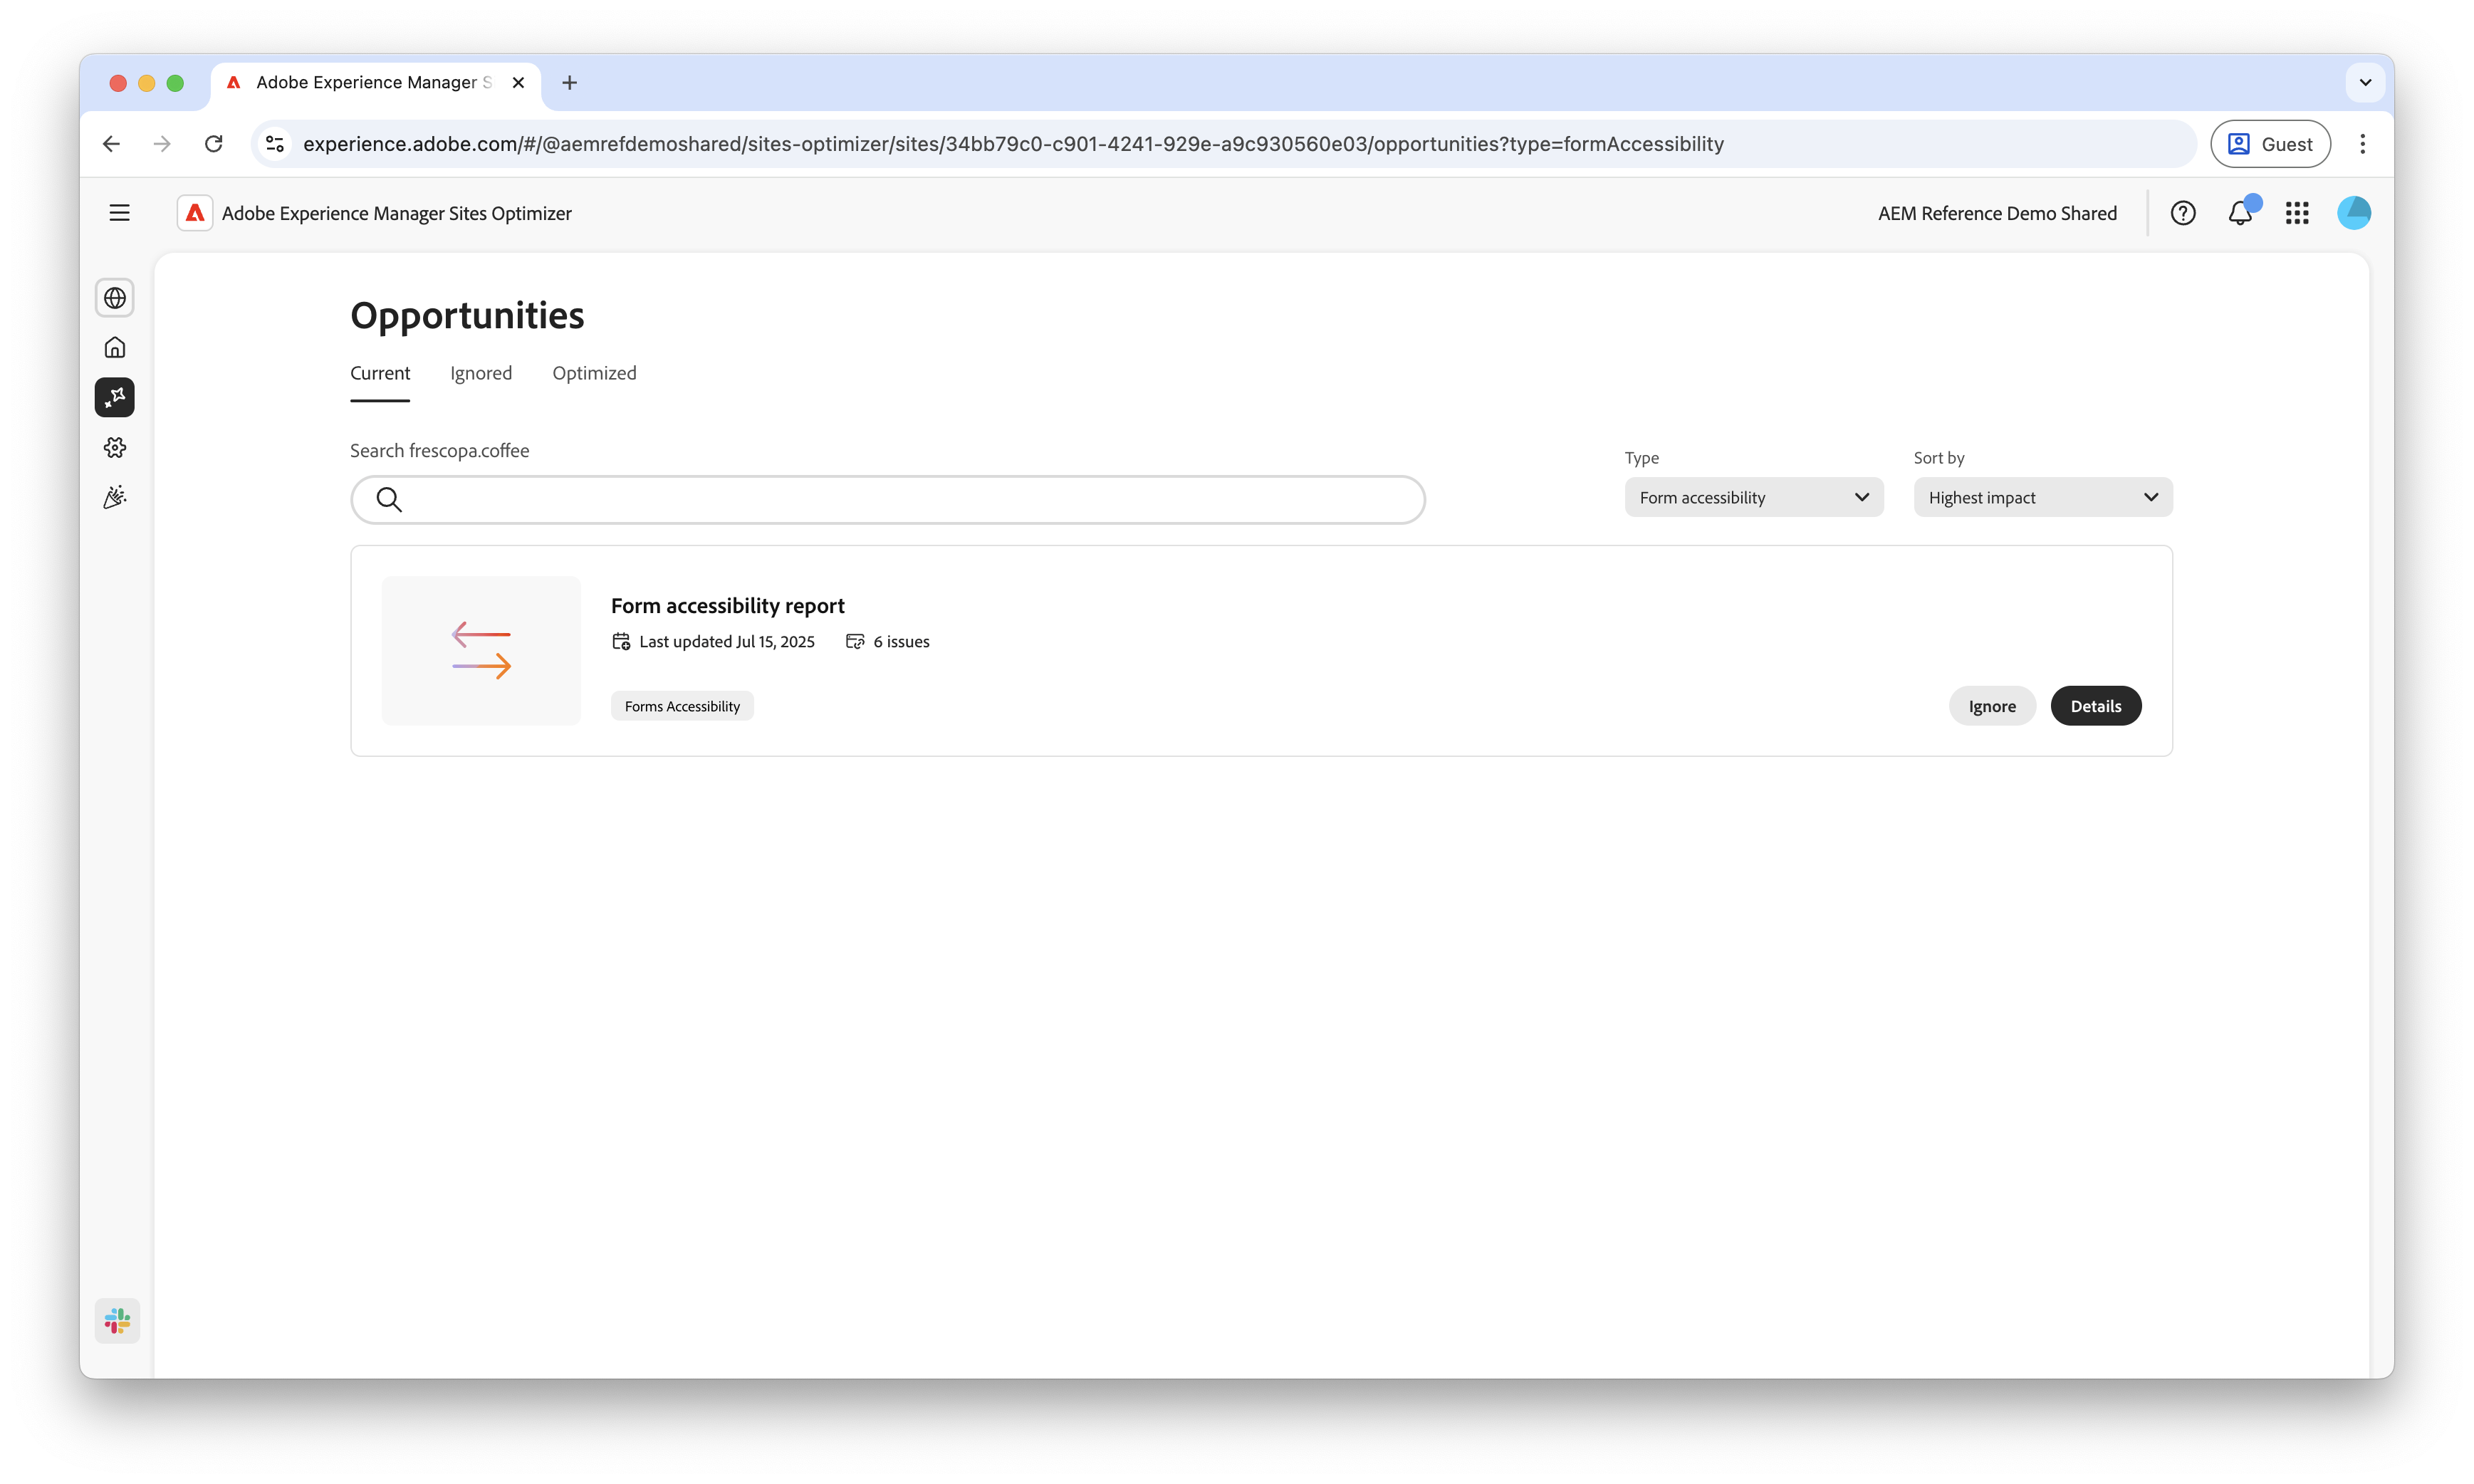 Adobe Experience Manager S
experience.adobe.com/#/@aemrefdemoshared/sites-optimizer/sites/34bb79c0-c901-4241-929e-a9c930560e03/opportunities?type=formAccessibility
Guest
Adobe Experience Manager Sites Optimizer
AEM Reference Demo Shared
Opportunities
Current Ignored Optimized
Search frescopa.coffee
Type
Sort by
Form accessibility
Highest impact
Form accessibility report
Last updated Jul 15, 2025 6 issues
Forms Accessibility
Ignore
Details